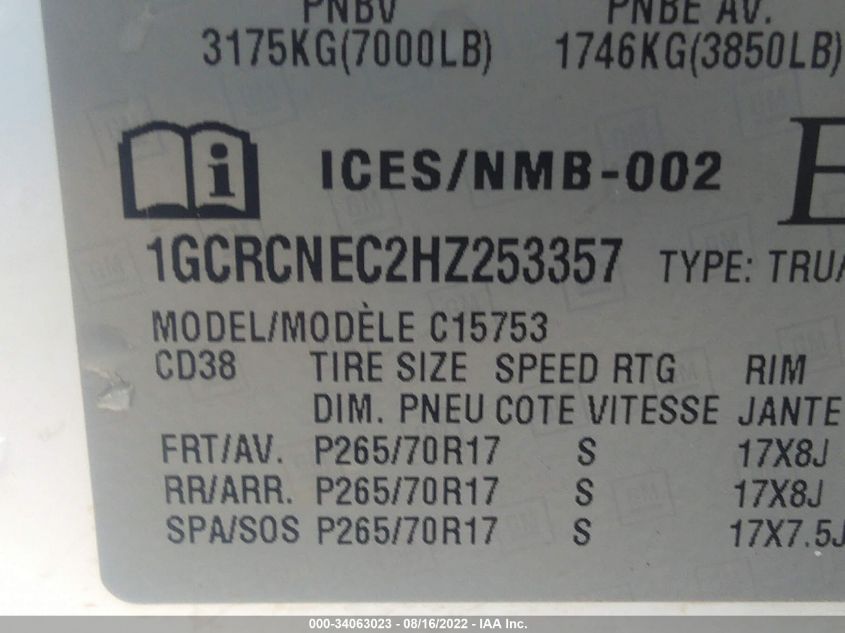 PNBV PNBE AV.
3175KG(7000LB) 1746KG(3850LB)
ICES/NMB-002
1GCRCNEC2HZ253357 TYPE: TRU
MODEL/MODÈLE C15753
CD38 TIRE SIZE SPEED RTG RIM
DIM. PNEU COTE VITESSE JANTE
FRT/AV. P265/70R17 S 17X8J
RR/ARR. P265/70R17 S 17X8J
SPA/SOS P265/70R17 S 17X7.5J
000-34063023 - 08/16/2022 - IAA Inc.